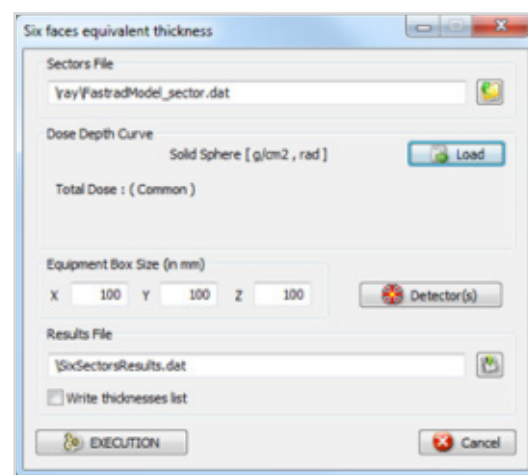 Six faces equivalent thickness
Sectors File
\ray\FastradModel_sector.dat
Dose Depth Curve
Solid Sphere [ g/cm2 , rad ]
Load
Total Dose : ( Common )
Equipment Box Size (in mm)
X 100 Y 100 Z 100
Detector(s)
Results File
\SixSectorsResults.dat
Write thicknesses list
EXECUTION
Cancel